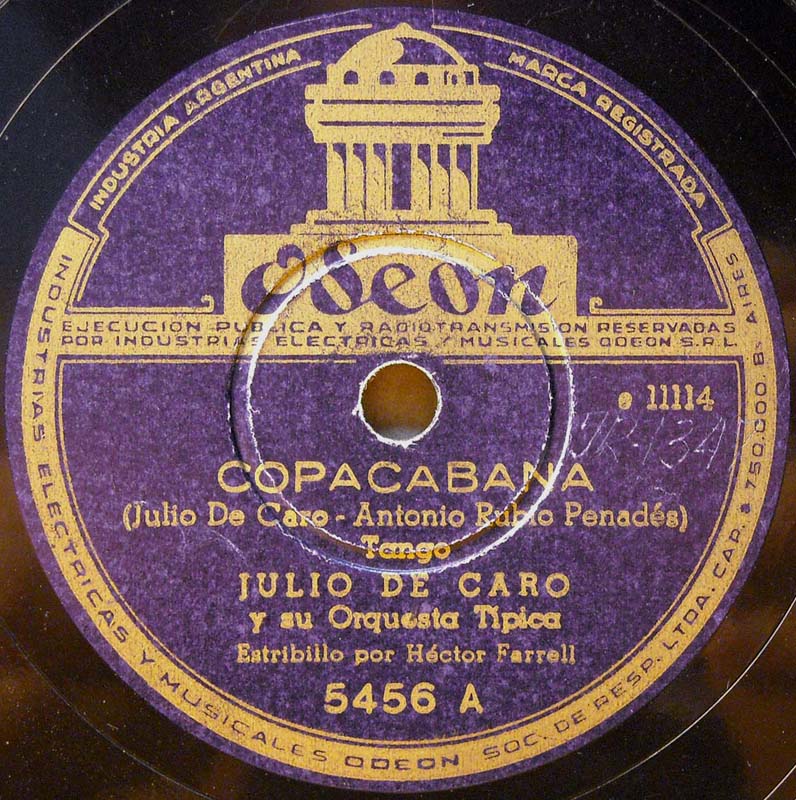 INDUSTRIA ARGENTINA
MARCA REGISTRADA
Odeon
EJECUCION PUBLICA Y RADIOTRANSMISION RESERVADAS
POR INDUSTRIAS ELECTRICAS Y MUSICALES ODEON S.R.L.
e 11114
COPACABANA
(Julio De Caro - Antonio Rubio Penadés)
Tango
JULIO DE CARO
y su Orquesta Típica
Estribillo por Héctor Farrell
5456 A
INDUSTRIAS ELECTRICAS Y MUSICALES ODEON SOC. DE RESP. LTDA. CAP. $ 750.000 Bs AIRES